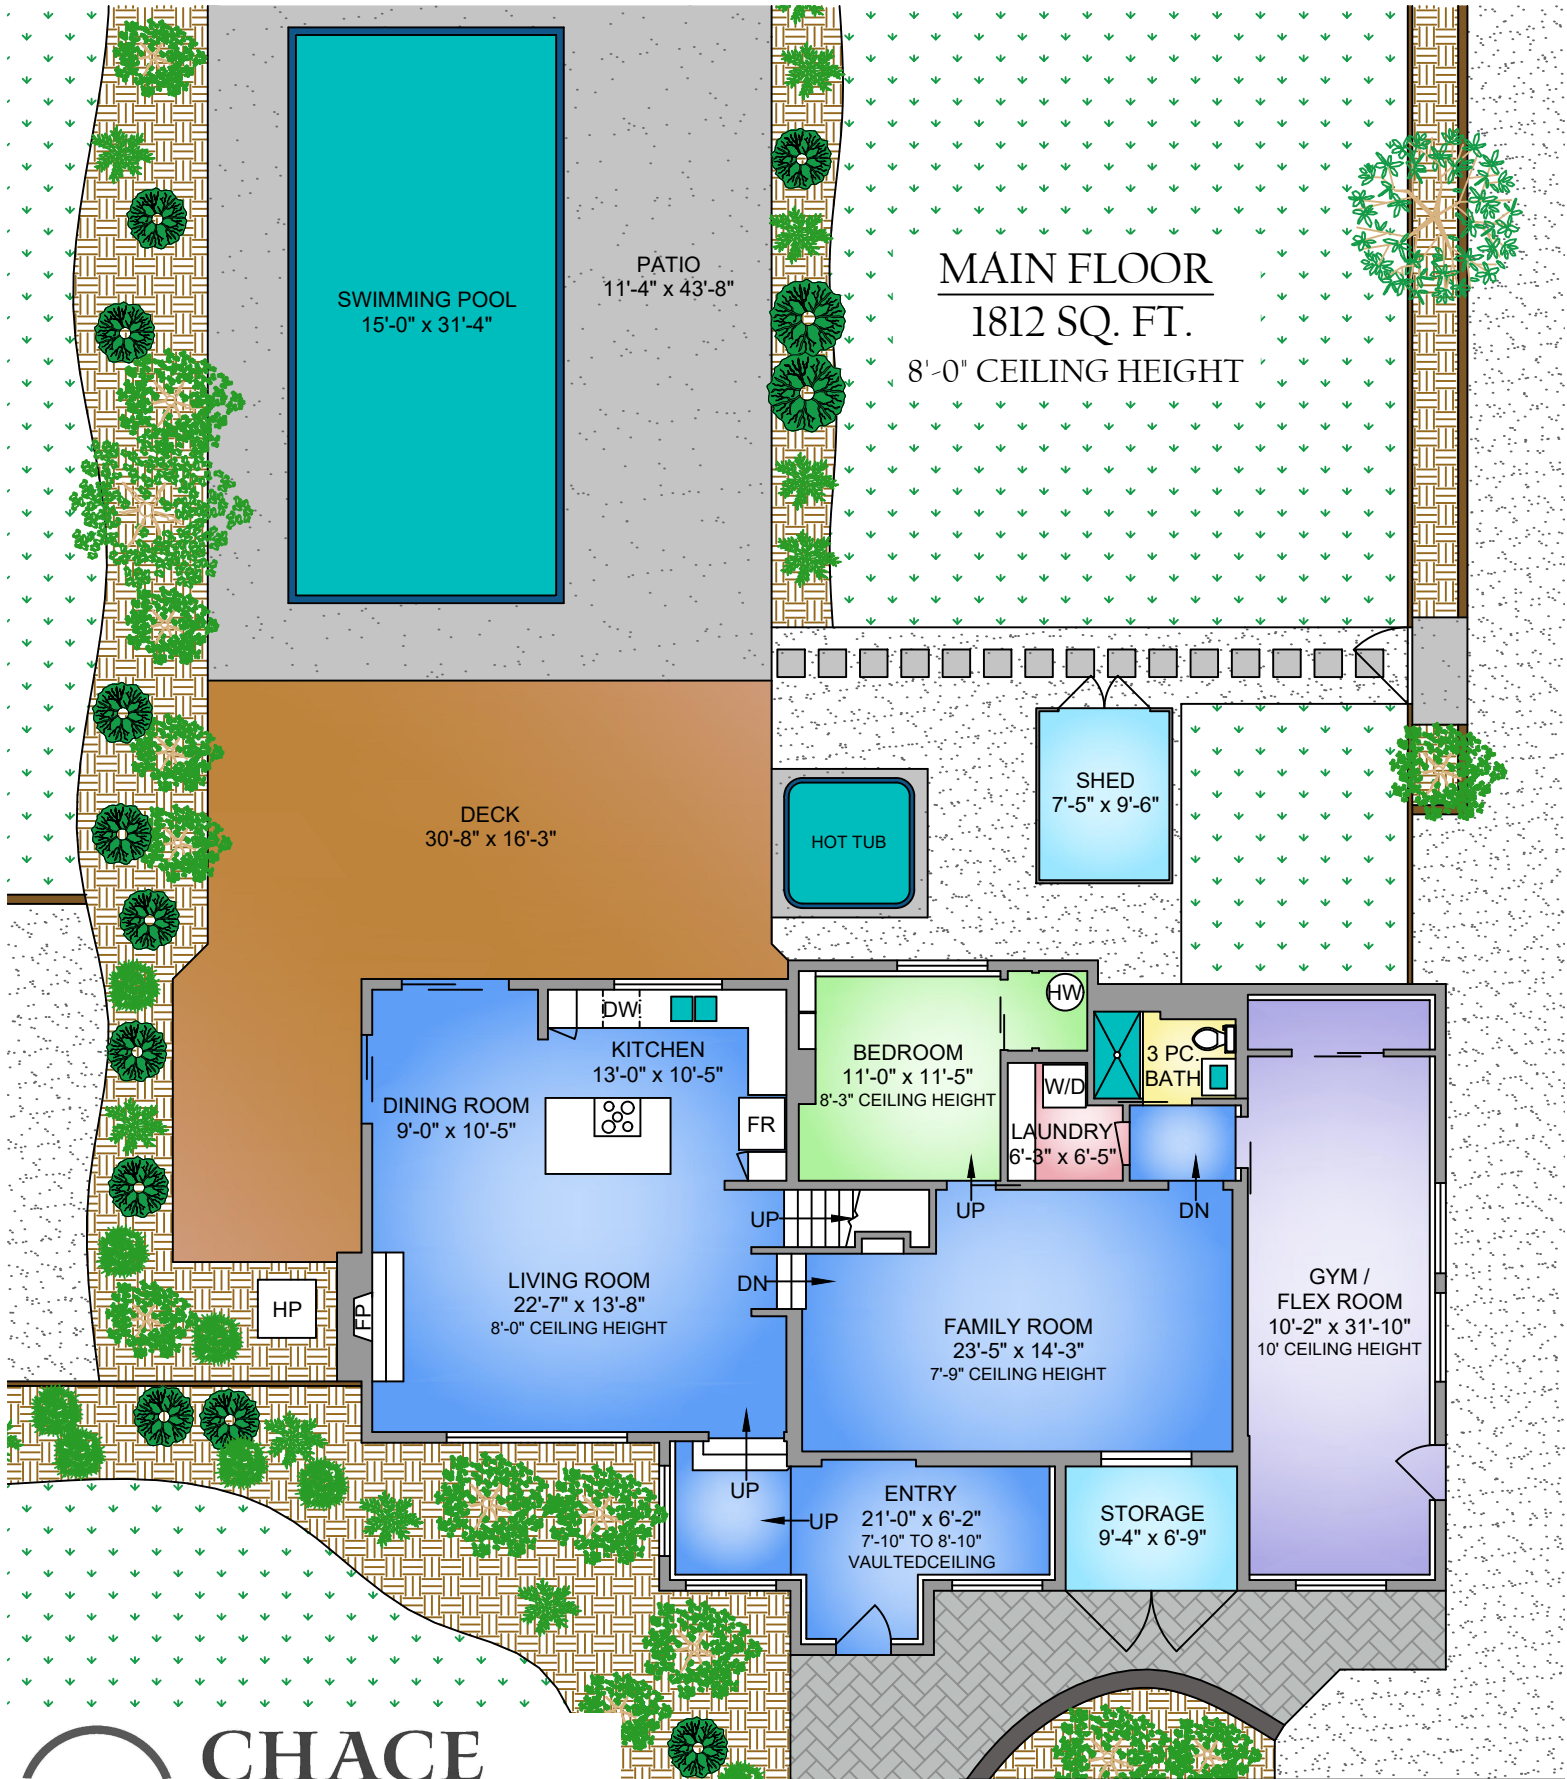 PATIO
11'-4" x 43'-8"
SWIMMING POOL
15'-0" x 31'-4"
MAIN FLOOR
1812 SQ. FT.
8'-0" CEILING HEIGHT
DECK
30'-8" x 16'-3"
HOT TUB
SHED
7'-5" x 9'-6"
DW
KITCHEN
13'-0" x 10'-5"
DINING ROOM
9'-0" x 10'-5"
FR
BEDROOM
11'-0" x 11'-5"
8'-3" CEILING HEIGHT
HW
W/D
3 PC.
BATH
LAUNDRY
6'-3" x 6'-5"
UP
UP
DN
DN
HP
FP
LIVING ROOM
22'-7" x 13'-8"
8'-0" CEILING HEIGHT
FAMILY ROOM
23'-5" x 14'-3"
7'-9" CEILING HEIGHT
GYM /
FLEX ROOM
10'-2" x 31'-10"
10' CEILING HEIGHT
UP
UP
ENTRY
21'-0" x 6'-2"
7'-10" TO 8'-10"
VAULTEDCEILING
STORAGE
9'-4" x 6'-9"
CHACE